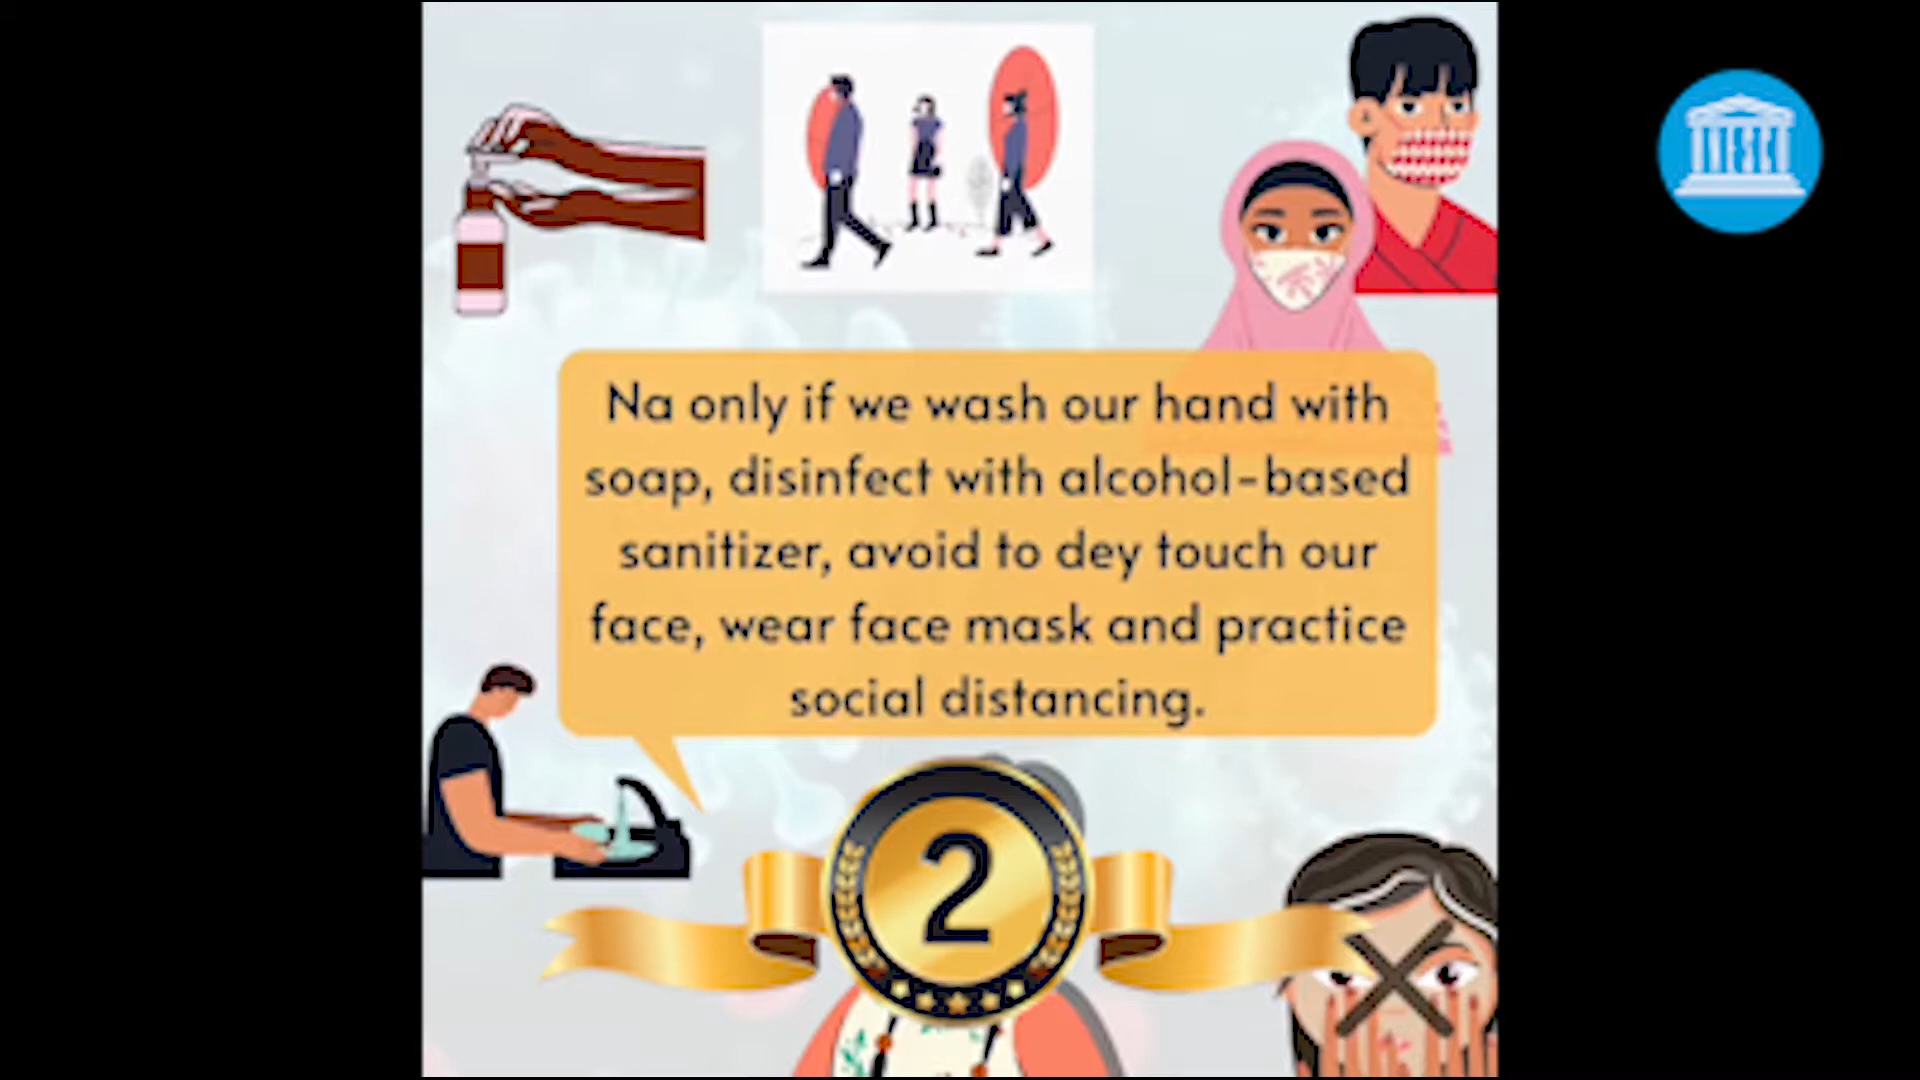 Na only if we wash our hand with
soap, disinfect with alcohol-based
sanitizer, avoid to dey touch our
face, wear face mask and practice
social distancing.
2